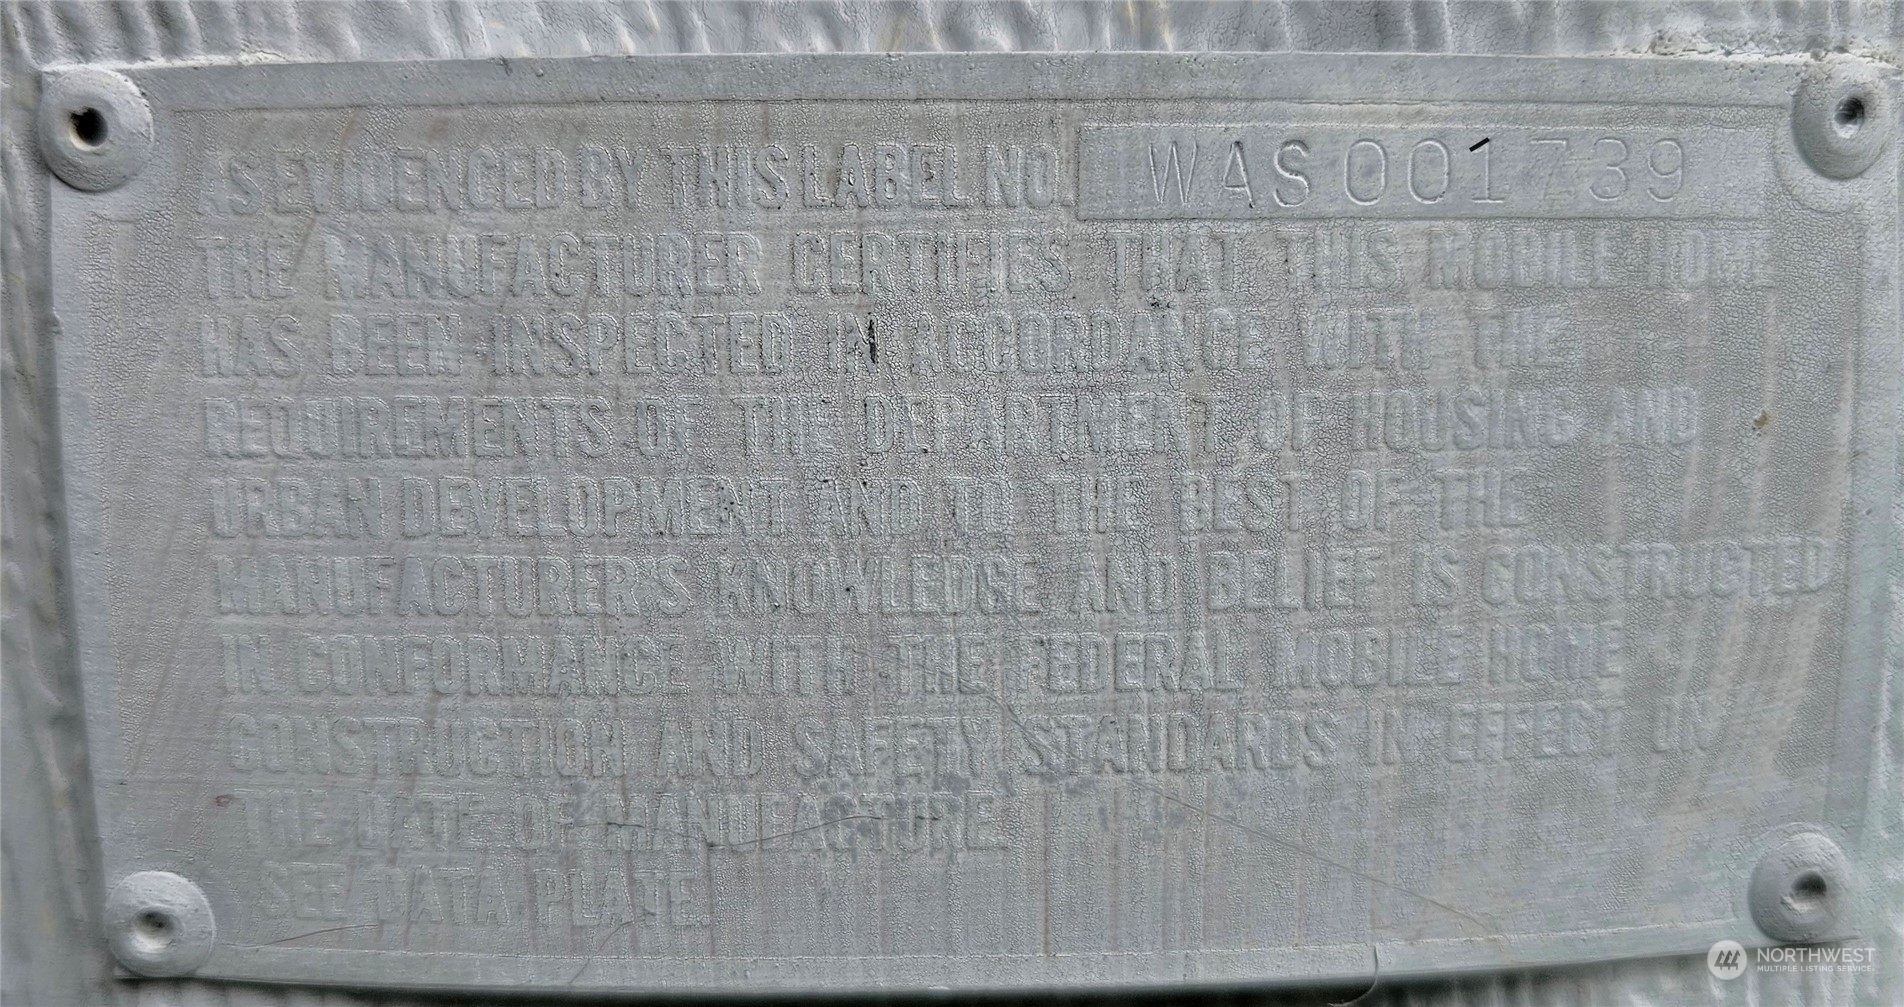 AS EVIDENCED BY THIS LABEL NO. WAS001739
THE MANUFACTURER CERTIFIES THAT THIS MOBILE HOME
HAS BEEN INSPECTED IN ACCORDANCE WITH THE
REQUIREMENTS OF THE DEPARTMENT OF HOUSING AND
URBAN DEVELOPMENT AND TO THE BEST OF THE
MANUFACTURER'S KNOWLEDGE AND BELIEF IS CONSTRUCTED
IN CONFORMANCE WITH THE FEDERAL MOBILE HOME
CONSTRUCTION AND SAFETY STANDARDS IN EFFECT ON
THE DATE OF MANUFACTURE.
SEE DATA PLATE.
NORTHWEST
MULTIPLE LISTING SERVICE